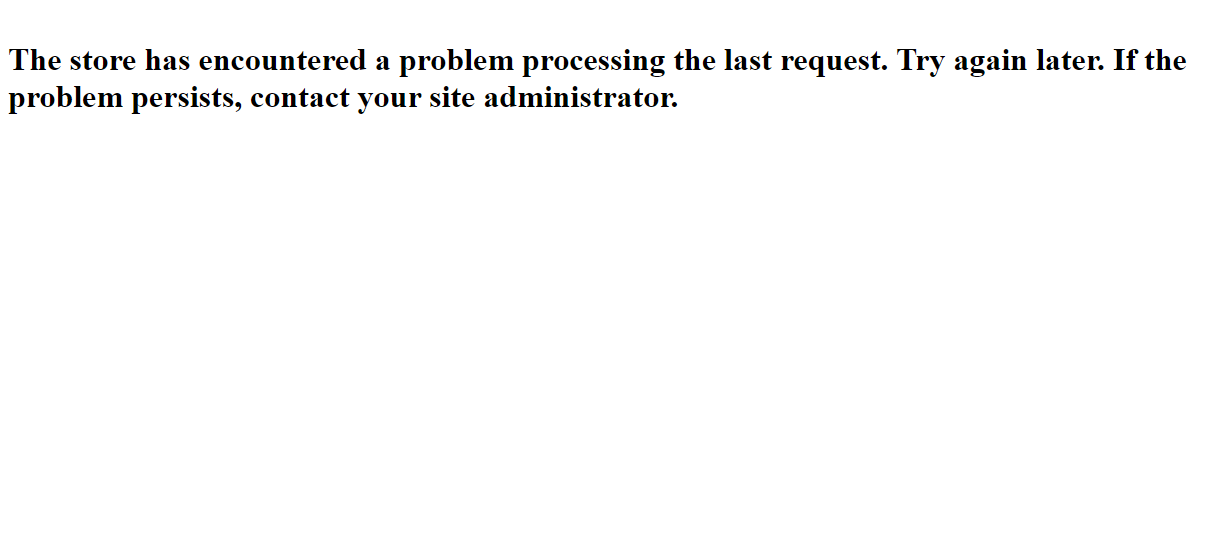 The store has encountered a problem processing the last request. Try again later. If the
problem persists, contact your site administrator.